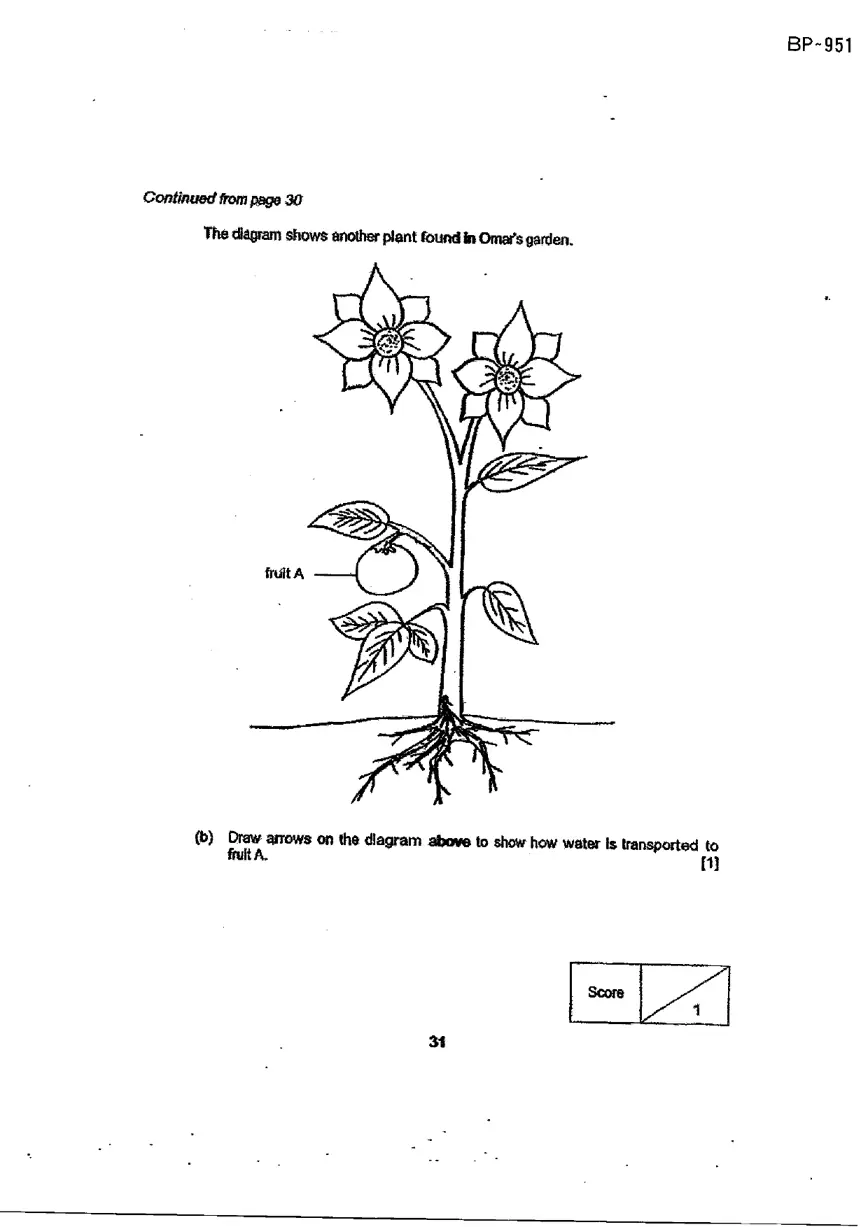 BP-951
Continued from page 30
The diagram shows another plant found in Omar's garden.
fruit A
(b) Draw arrows on the diagram above to show how water is transported to
fruit A. [1]
Score
1
31